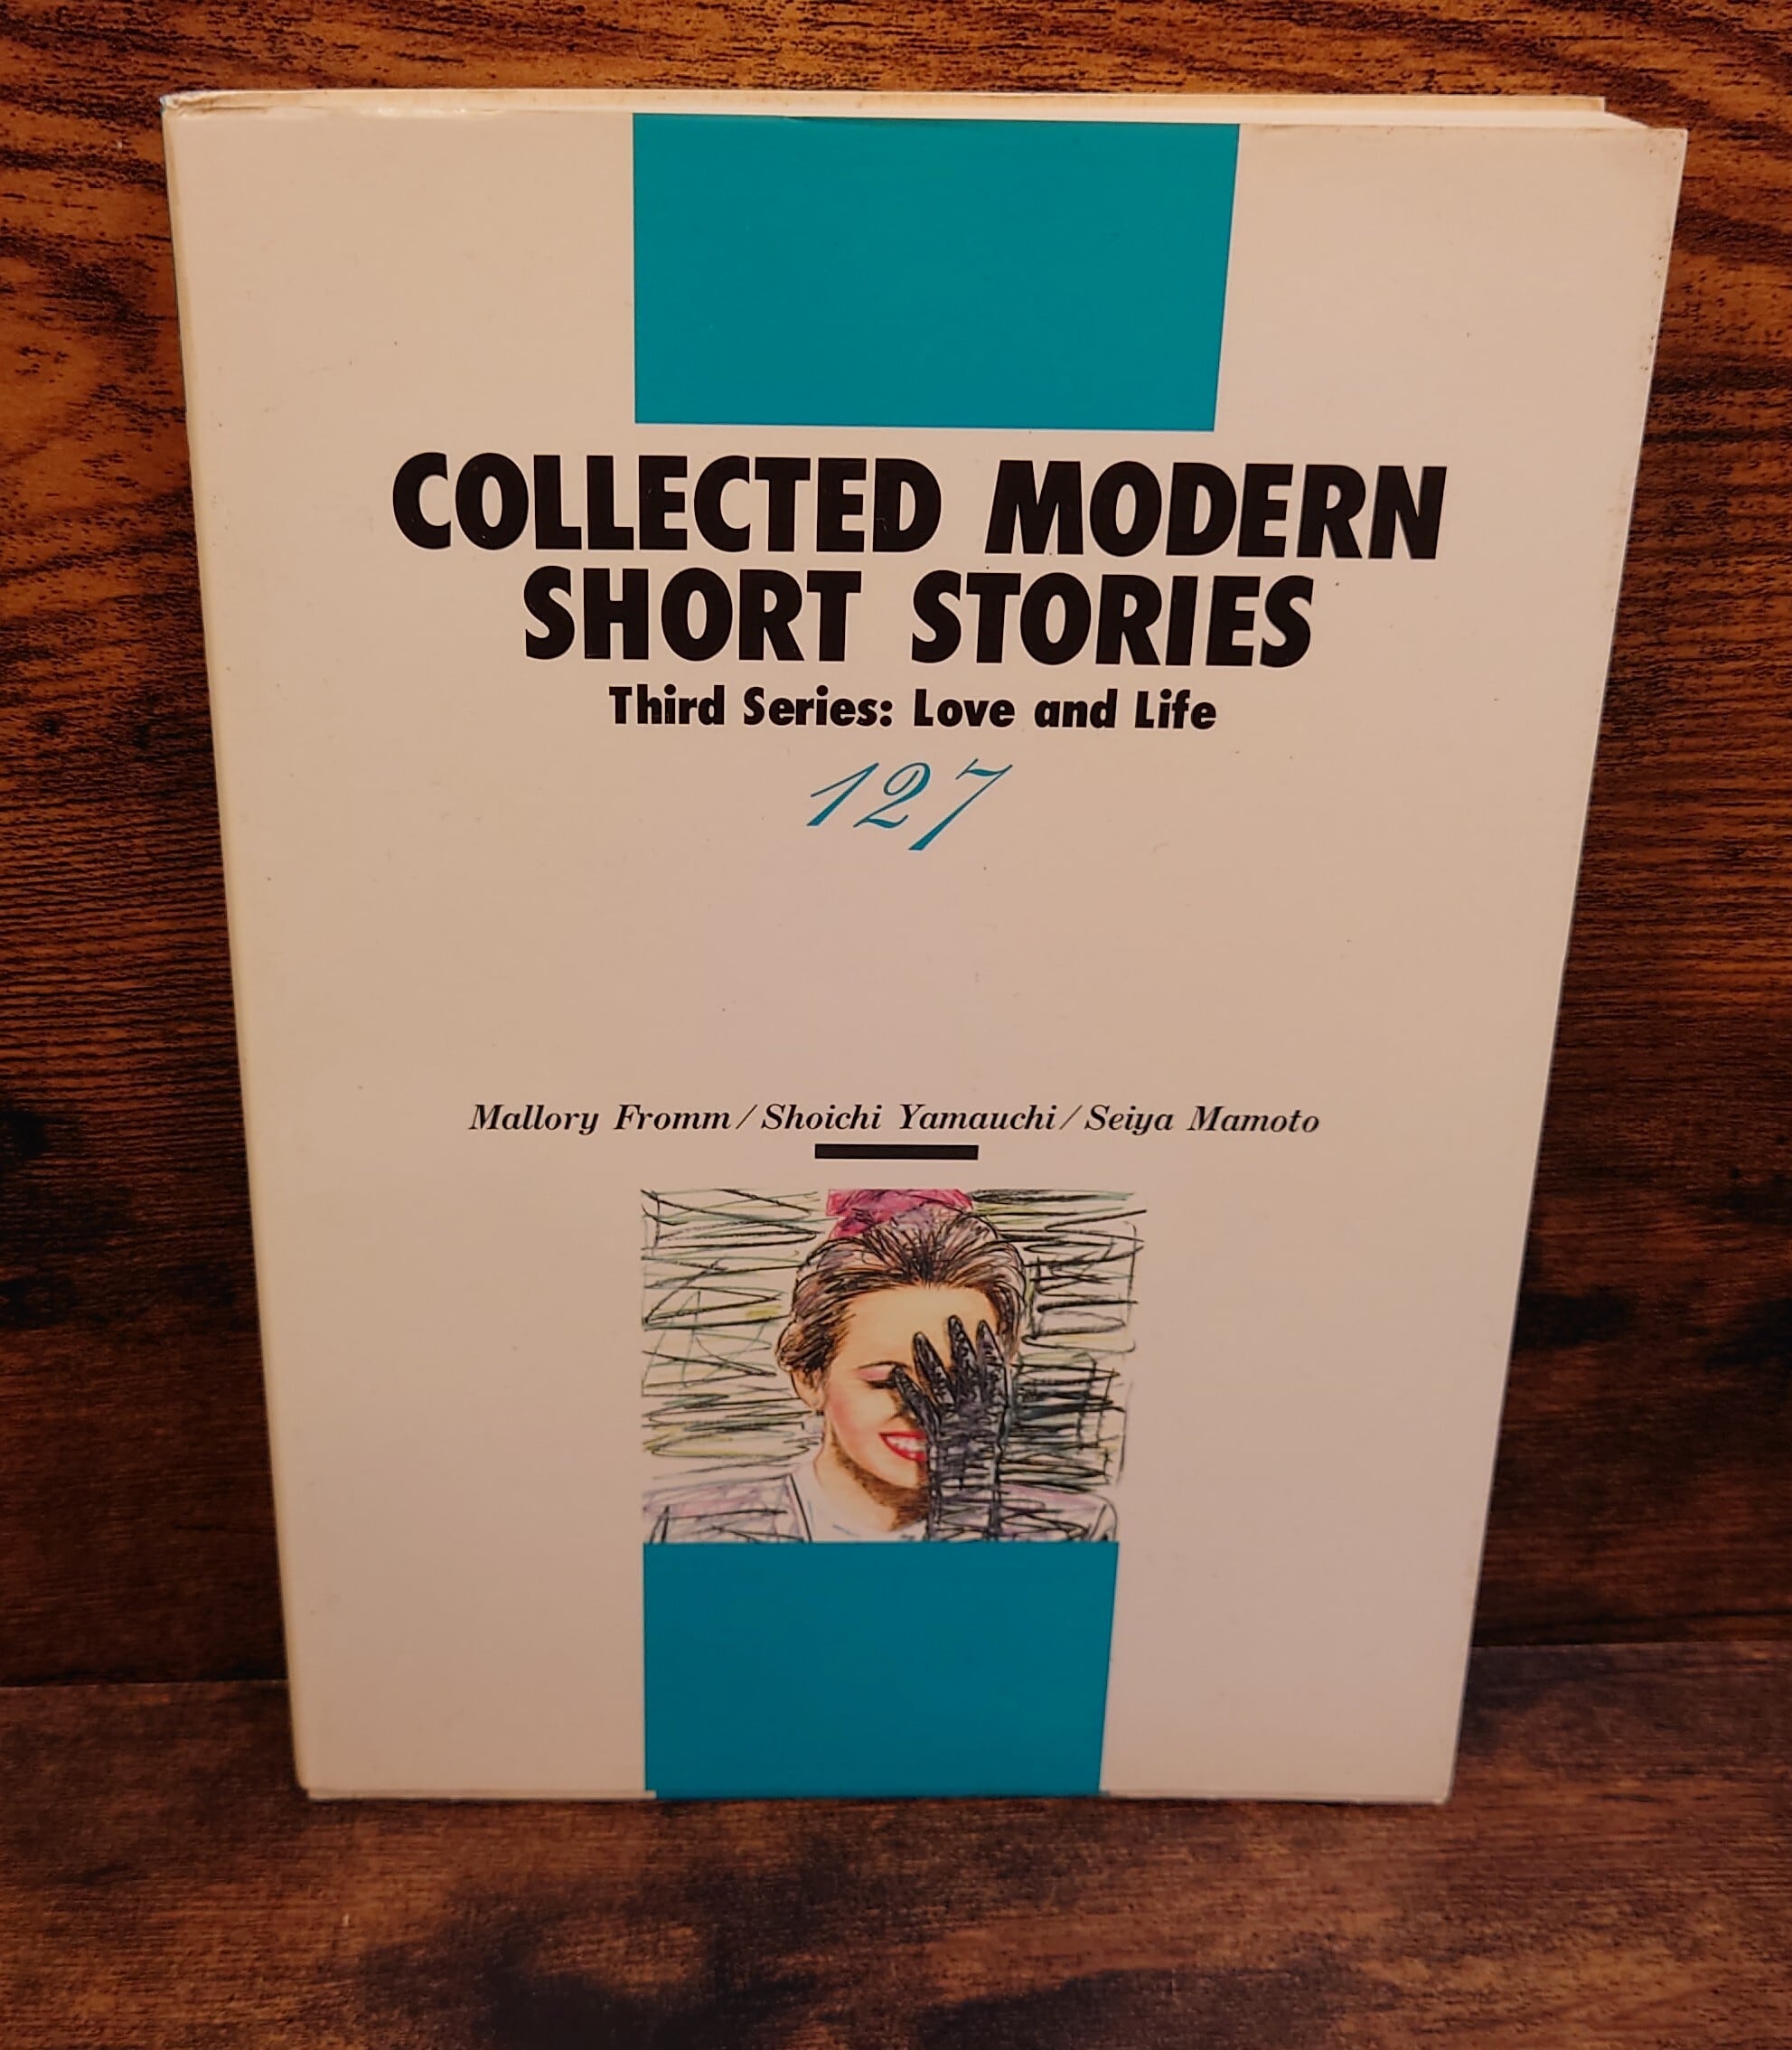 COLLECTED MODERN
SHORT STORIES
Third Series: Love and Life
127
Mallory Fromm/Shoichi Yamauchi/Seiya Mamoto